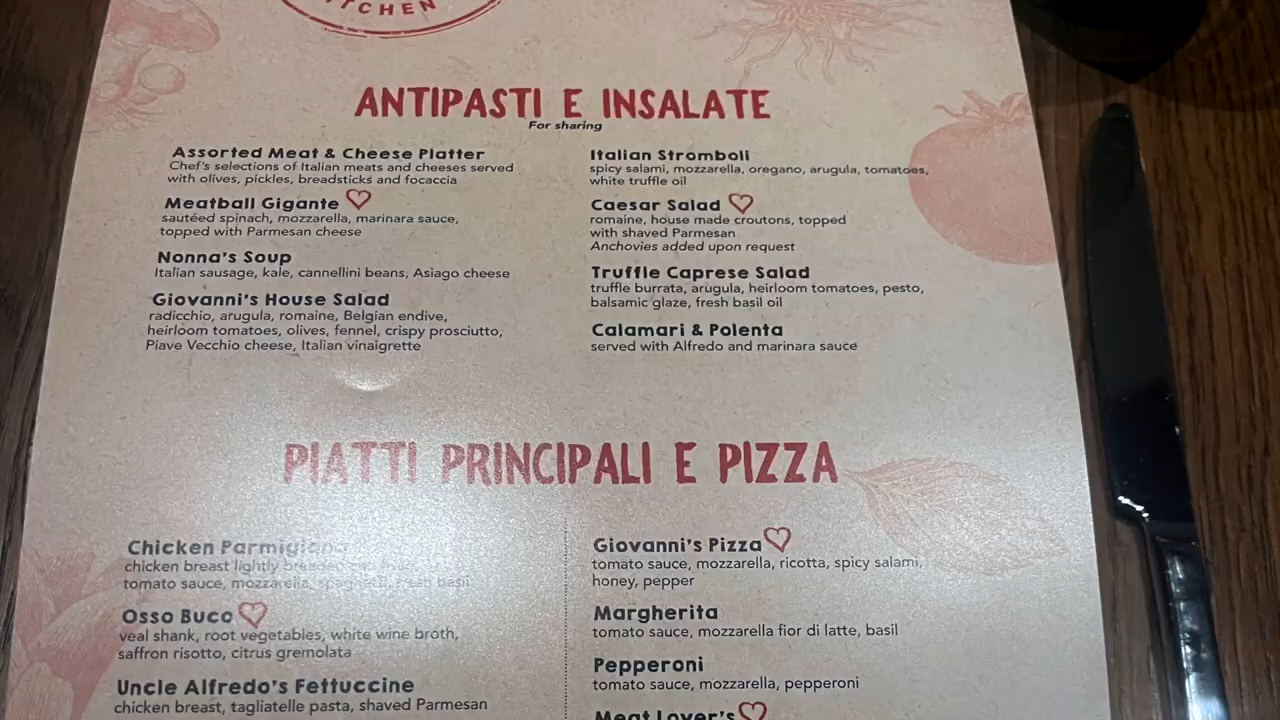 KITCHEN
ANTIPASTI E INSALATE
For sharing
Assorted Meat & Cheese Platter
Chef's selections of Italian meats and cheeses served
with olives, pickles, breadsticks and focaccia
Meatball Gigante
sautéed spinach, mozzarella, marinara sauce,
topped with Parmesan cheese
Nonna's Soup
Italian sausage, kale, cannellini beans, Asiago cheese
Giovanni's House Salad
radicchio, arugula, romaine, Belgian endive,
heirloom tomatoes, olives, fennel, crispy prosciutto,
Piave Vecchio cheese, Italian vinaigrette
Italian Stromboli
spicy salami, mozzarella, oregano, arugula, tomatoes,
white truffle oil
Caesar Salad
romaine, house made croutons, topped
with shaved Parmesan
Anchovies added upon request
Truffle Caprese Salad
truffle burrata, arugula, heirloom tomatoes, pesto,
balsamic glaze, fresh basil oil
Calamari & Polenta
served with Alfredo and marinara sauce
PIATTI PRINCIPALI E PIZZA
Chicken Parmigiana
chicken breast lightly breaded
tomato sauce, mozzarella, spaghetti, fresh basil
Osso Buco
veal shank, root vegetables, white wine broth,
saffron risotto, citrus gremolata
Uncle Alfredo's Fettuccine
chicken breast, tagliatelle pasta, shaved Parmesan
Giovanni's Pizza
tomato sauce, mozzarella, ricotta, spicy salami,
honey, pepper
Margherita
tomato sauce, mozzarella fior di latte, basil
Pepperoni
tomato sauce, mozzarella, pepperoni
Meat Lover's